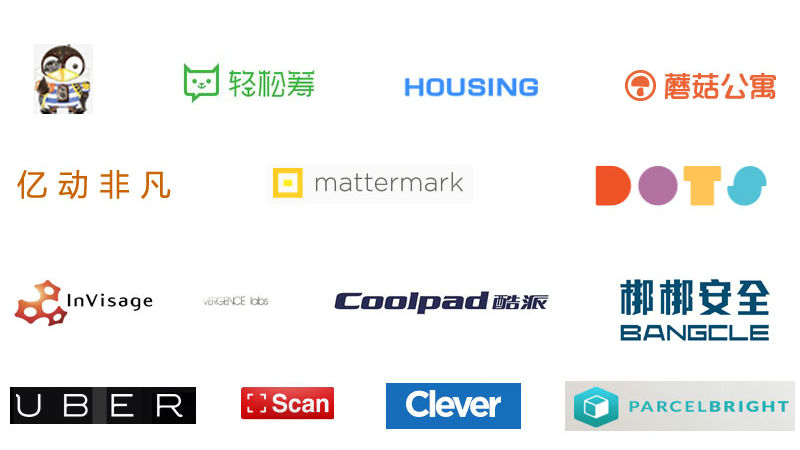 轻松筹
HOUSING
蘑菇公寓
亿动非凡
mattermark
DOTS
InVisage
VERGENCE labs
Coolpad 酷派
梆梆安全
BANGCLE
UBER
Scan
Clever
PARCELBRIGHT